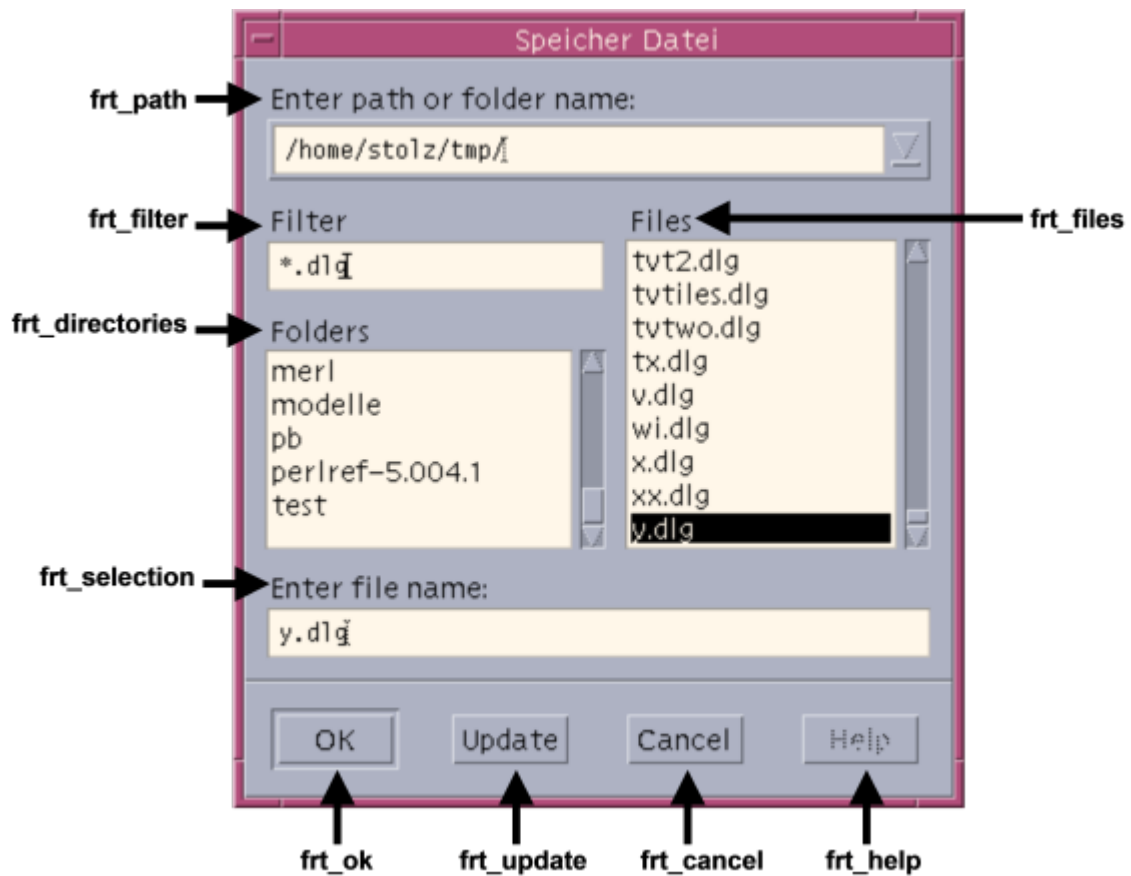 Speicher Datei
frt_path
Enter path or folder name:
/home/stolz/tmp/
frt_filter
Filter
*.dlg
Files
frt_files
tvt2.dlg
tvtiles.dlg
tvtwo.dlg
tx.dlg
v.dlg
wi.dlg
x.dlg
xx.dlg
y.dlg
frt_directories
Folders
merl
modelle
pb
perlref-5.004.1
test
frt_selection
Enter file name:
y.dlg
OK
Update
Cancel
Help
frt_ok
frt_update
frt_cancel
frt_help